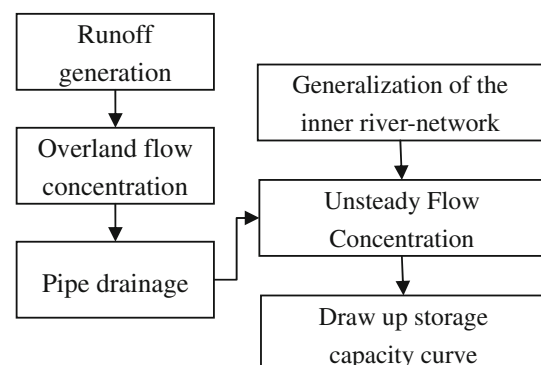 Runoff
generation
Overland flow
concentration
Pipe drainage
Generalization of the
inner river-network
Unsteady Flow
Concentration
Draw up storage
capacity curve